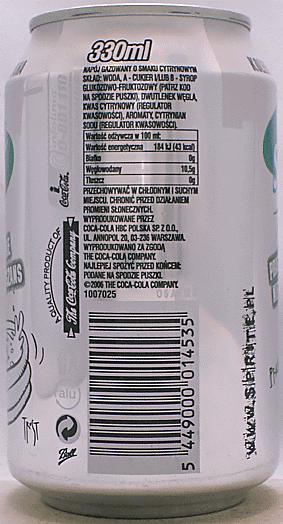 330ml
NAPÓJ GAZOWANY O SMAKU CYTRYNOWYM
SKŁAD: WODA, A - CUKIER I/LUB B - SYROP
GLUKOZOWO-FRUKTOZOWY (PATRZ KOD
NA SPODZIE PUSZKI), DWUTLENEK WĘGLA,
KWAS CYTRYNOWY (REGULATOR
KWASOWOŚCI), AROMATY, CYTRYNIAN
SODU (REGULATOR KWASOWOŚCI).
Wartość odżywcza w 100 ml:
Wartość energetyczna 184 kJ (43 kcal)
Białko 0g
Węglowodany 10,5g
Tłuszcz 0g
PRZECHOWYWAĆ W CHŁODNYM I SUCHYM
MIEJSCU. CHRONIĆ PRZED DZIAŁANIEM
PROMIENI SŁONECZNYCH.
WYPRODUKOWANE PRZEZ
COCA-COLA HBC POLSKA SP. Z O.O.,
UL. ANNOPOL 20, 03-236 WARSZAWA.
WYPRODUKOWANO ZA ZGODĄ
THE COCA-COLA COMPANY.
NAJLEPIEJ SPOŻYĆ PRZED KOŃCEM:
PODANE NA SPODZIE PUSZKI.
©2006 THE COCA-COLA COMPANY.
1007025
Coca-Cola
QUALITY PRODUCT OF
The Coca-Cola Company
alu
Ball
TMT
5 449000 014535
WWW.SPRITE.PL